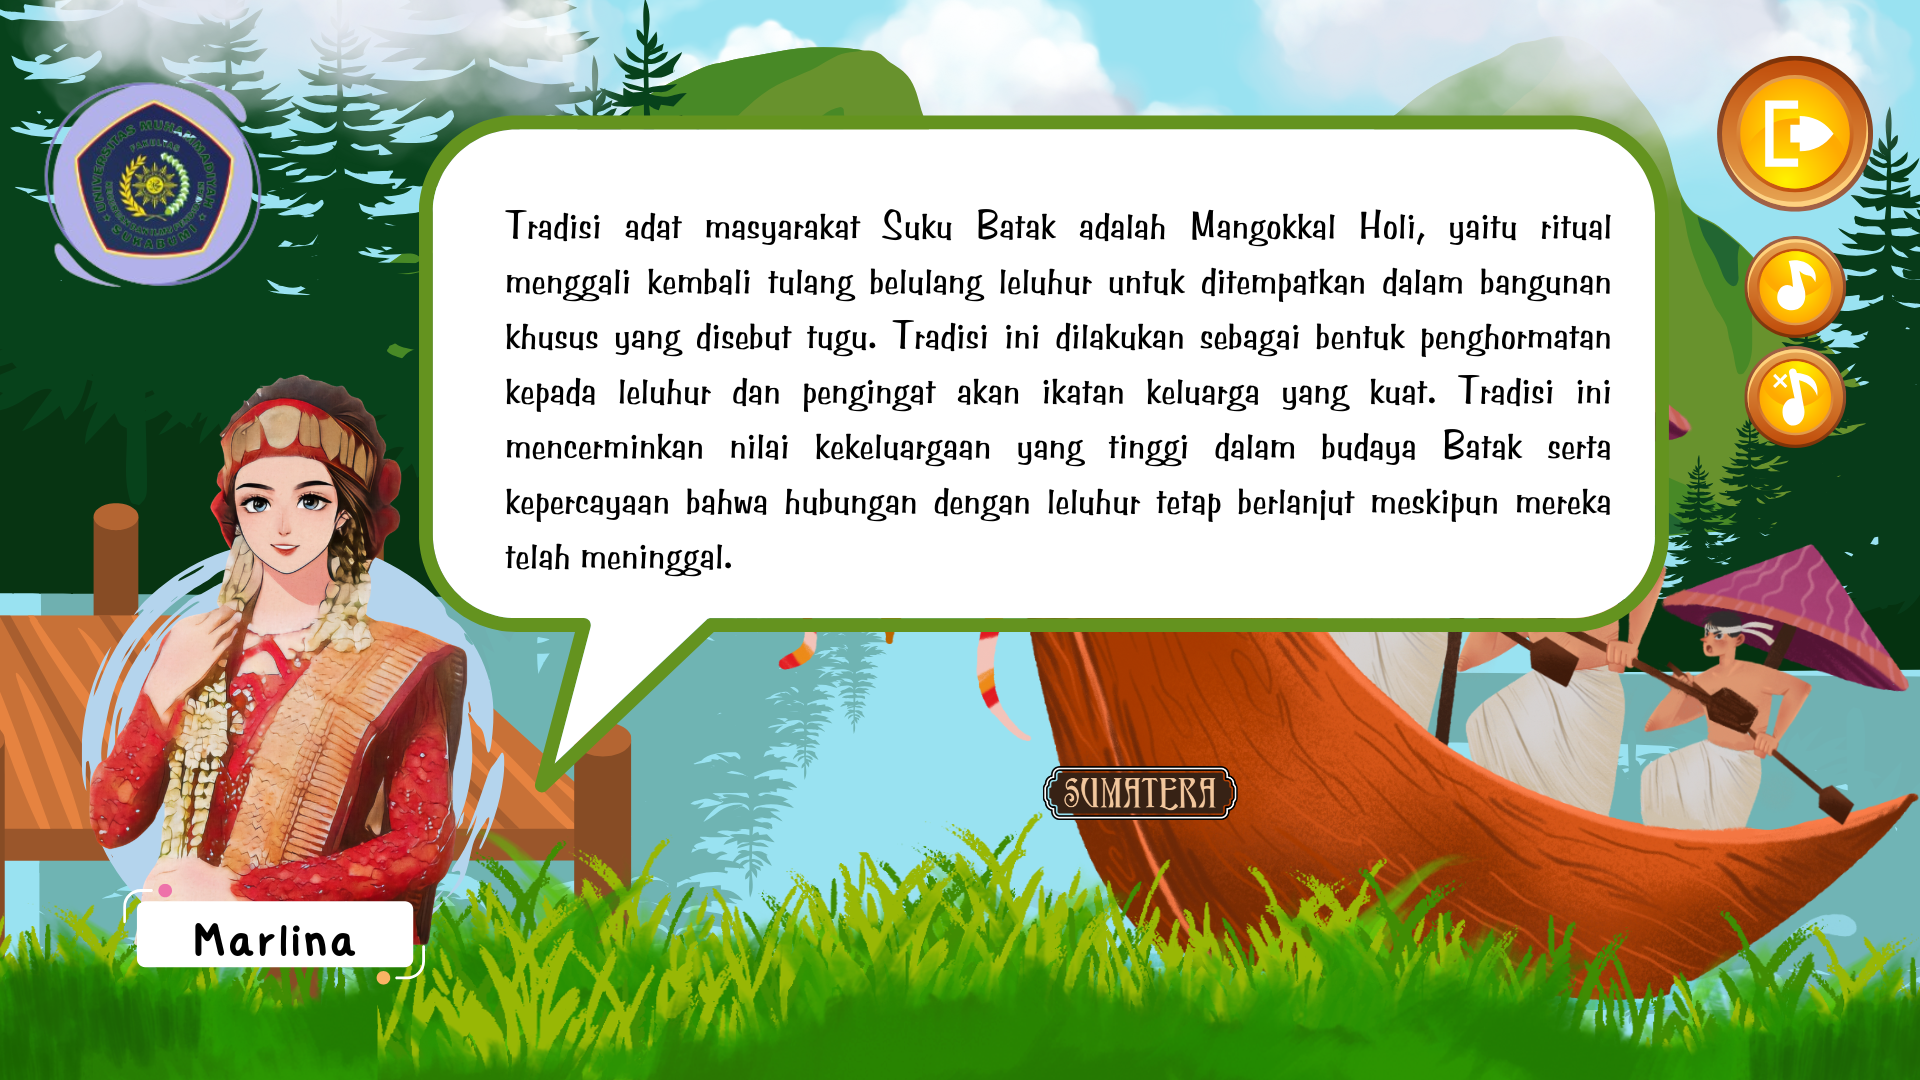 UNIVERSITAS MUHAMMADIYAH
FAKULTAS
SUKABUMI
Tradisi adat masyarakat Suku Batak adalah Mangokkal Holi, yaitu ritual
menggali kembali tulang belulang leluhur untuk ditempatkan dalam bangunan
khusus yang disebut tugu. Tradisi ini dilakukan sebagai bentuk penghormatan
kepada leluhur dan pengingat akan ikatan keluarga yang kuat. Tradisi ini
mencerminkan nilai kekeluargaan yang tinggi dalam budaya Batak serta
kepercayaan bahwa hubungan dengan leluhur tetap berlanjut meskipun mereka
telah meninggal.
SUMATERA
Marlina